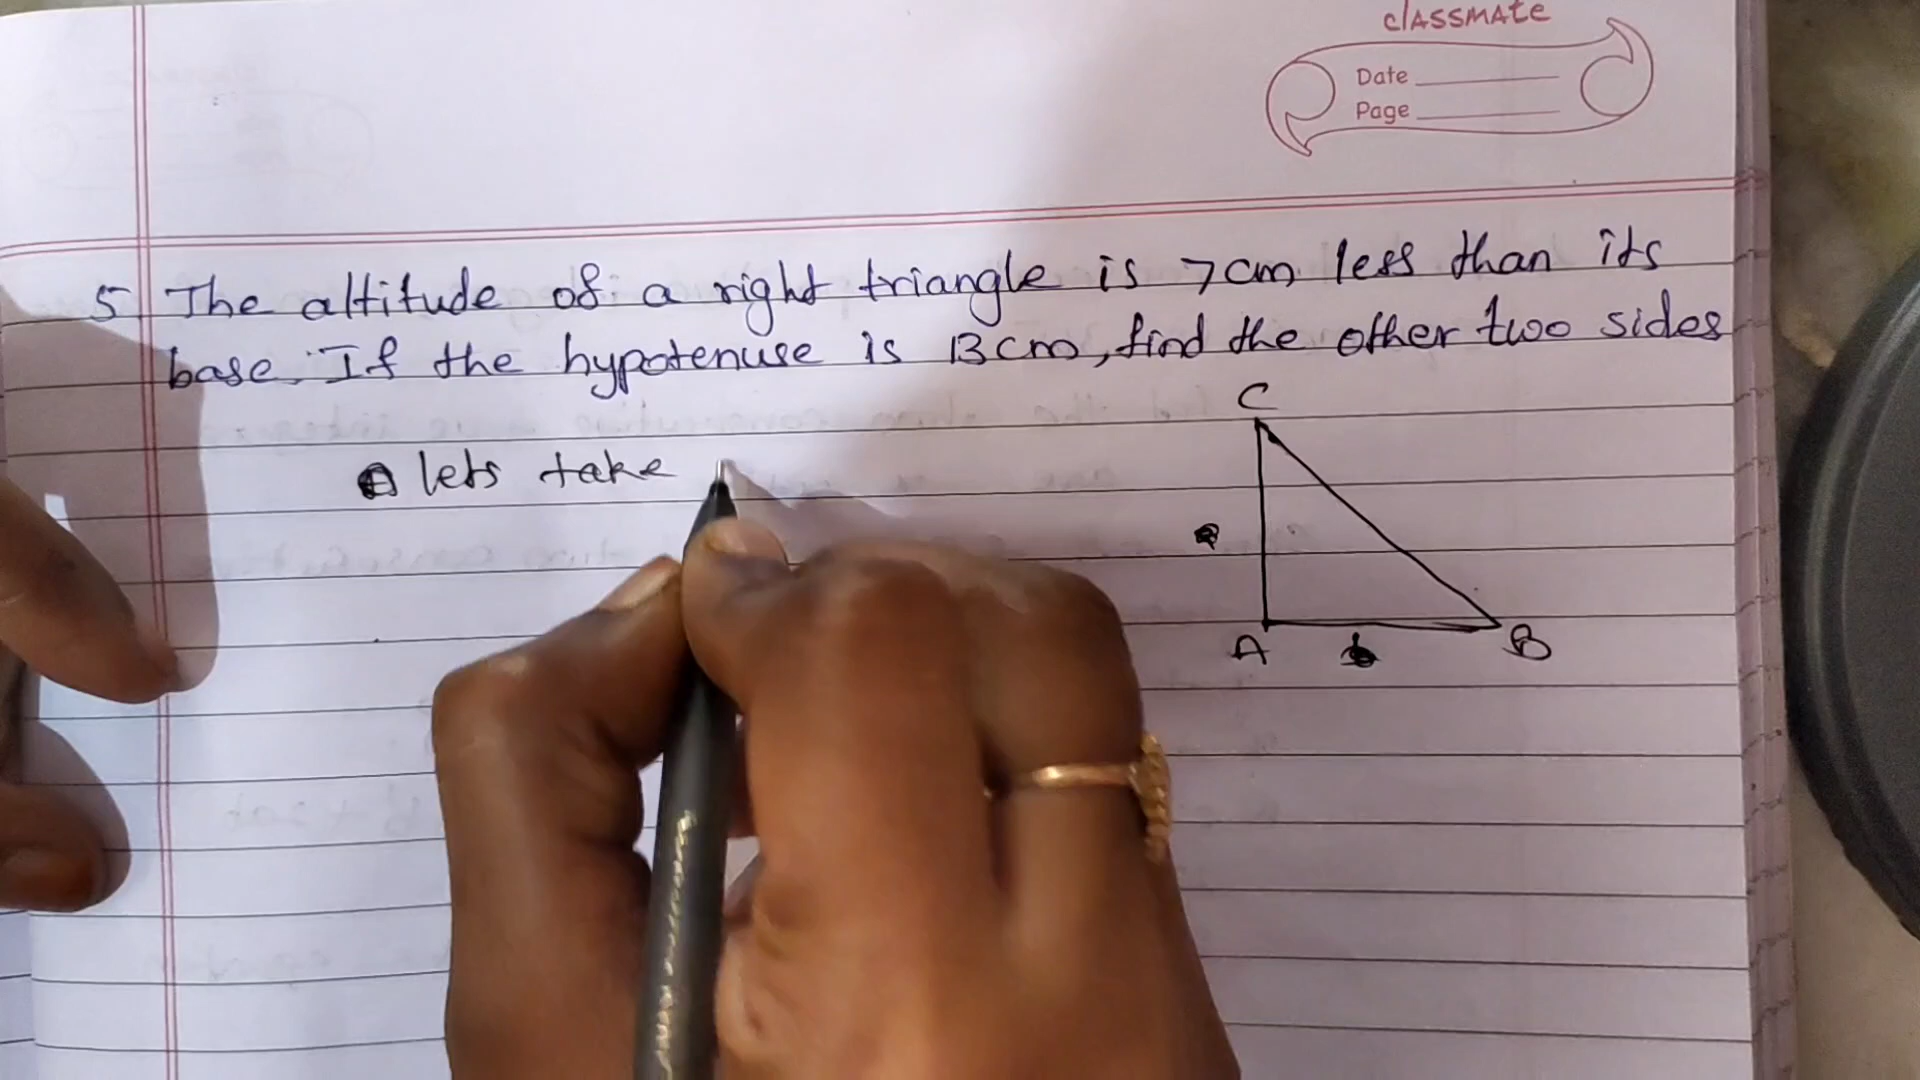 classmate
Date
Page
5. The altitude of a right triangle is 7cm less than its
base. If the hypotenuse is 13cm, find the other two sides
C
lets take
A
B